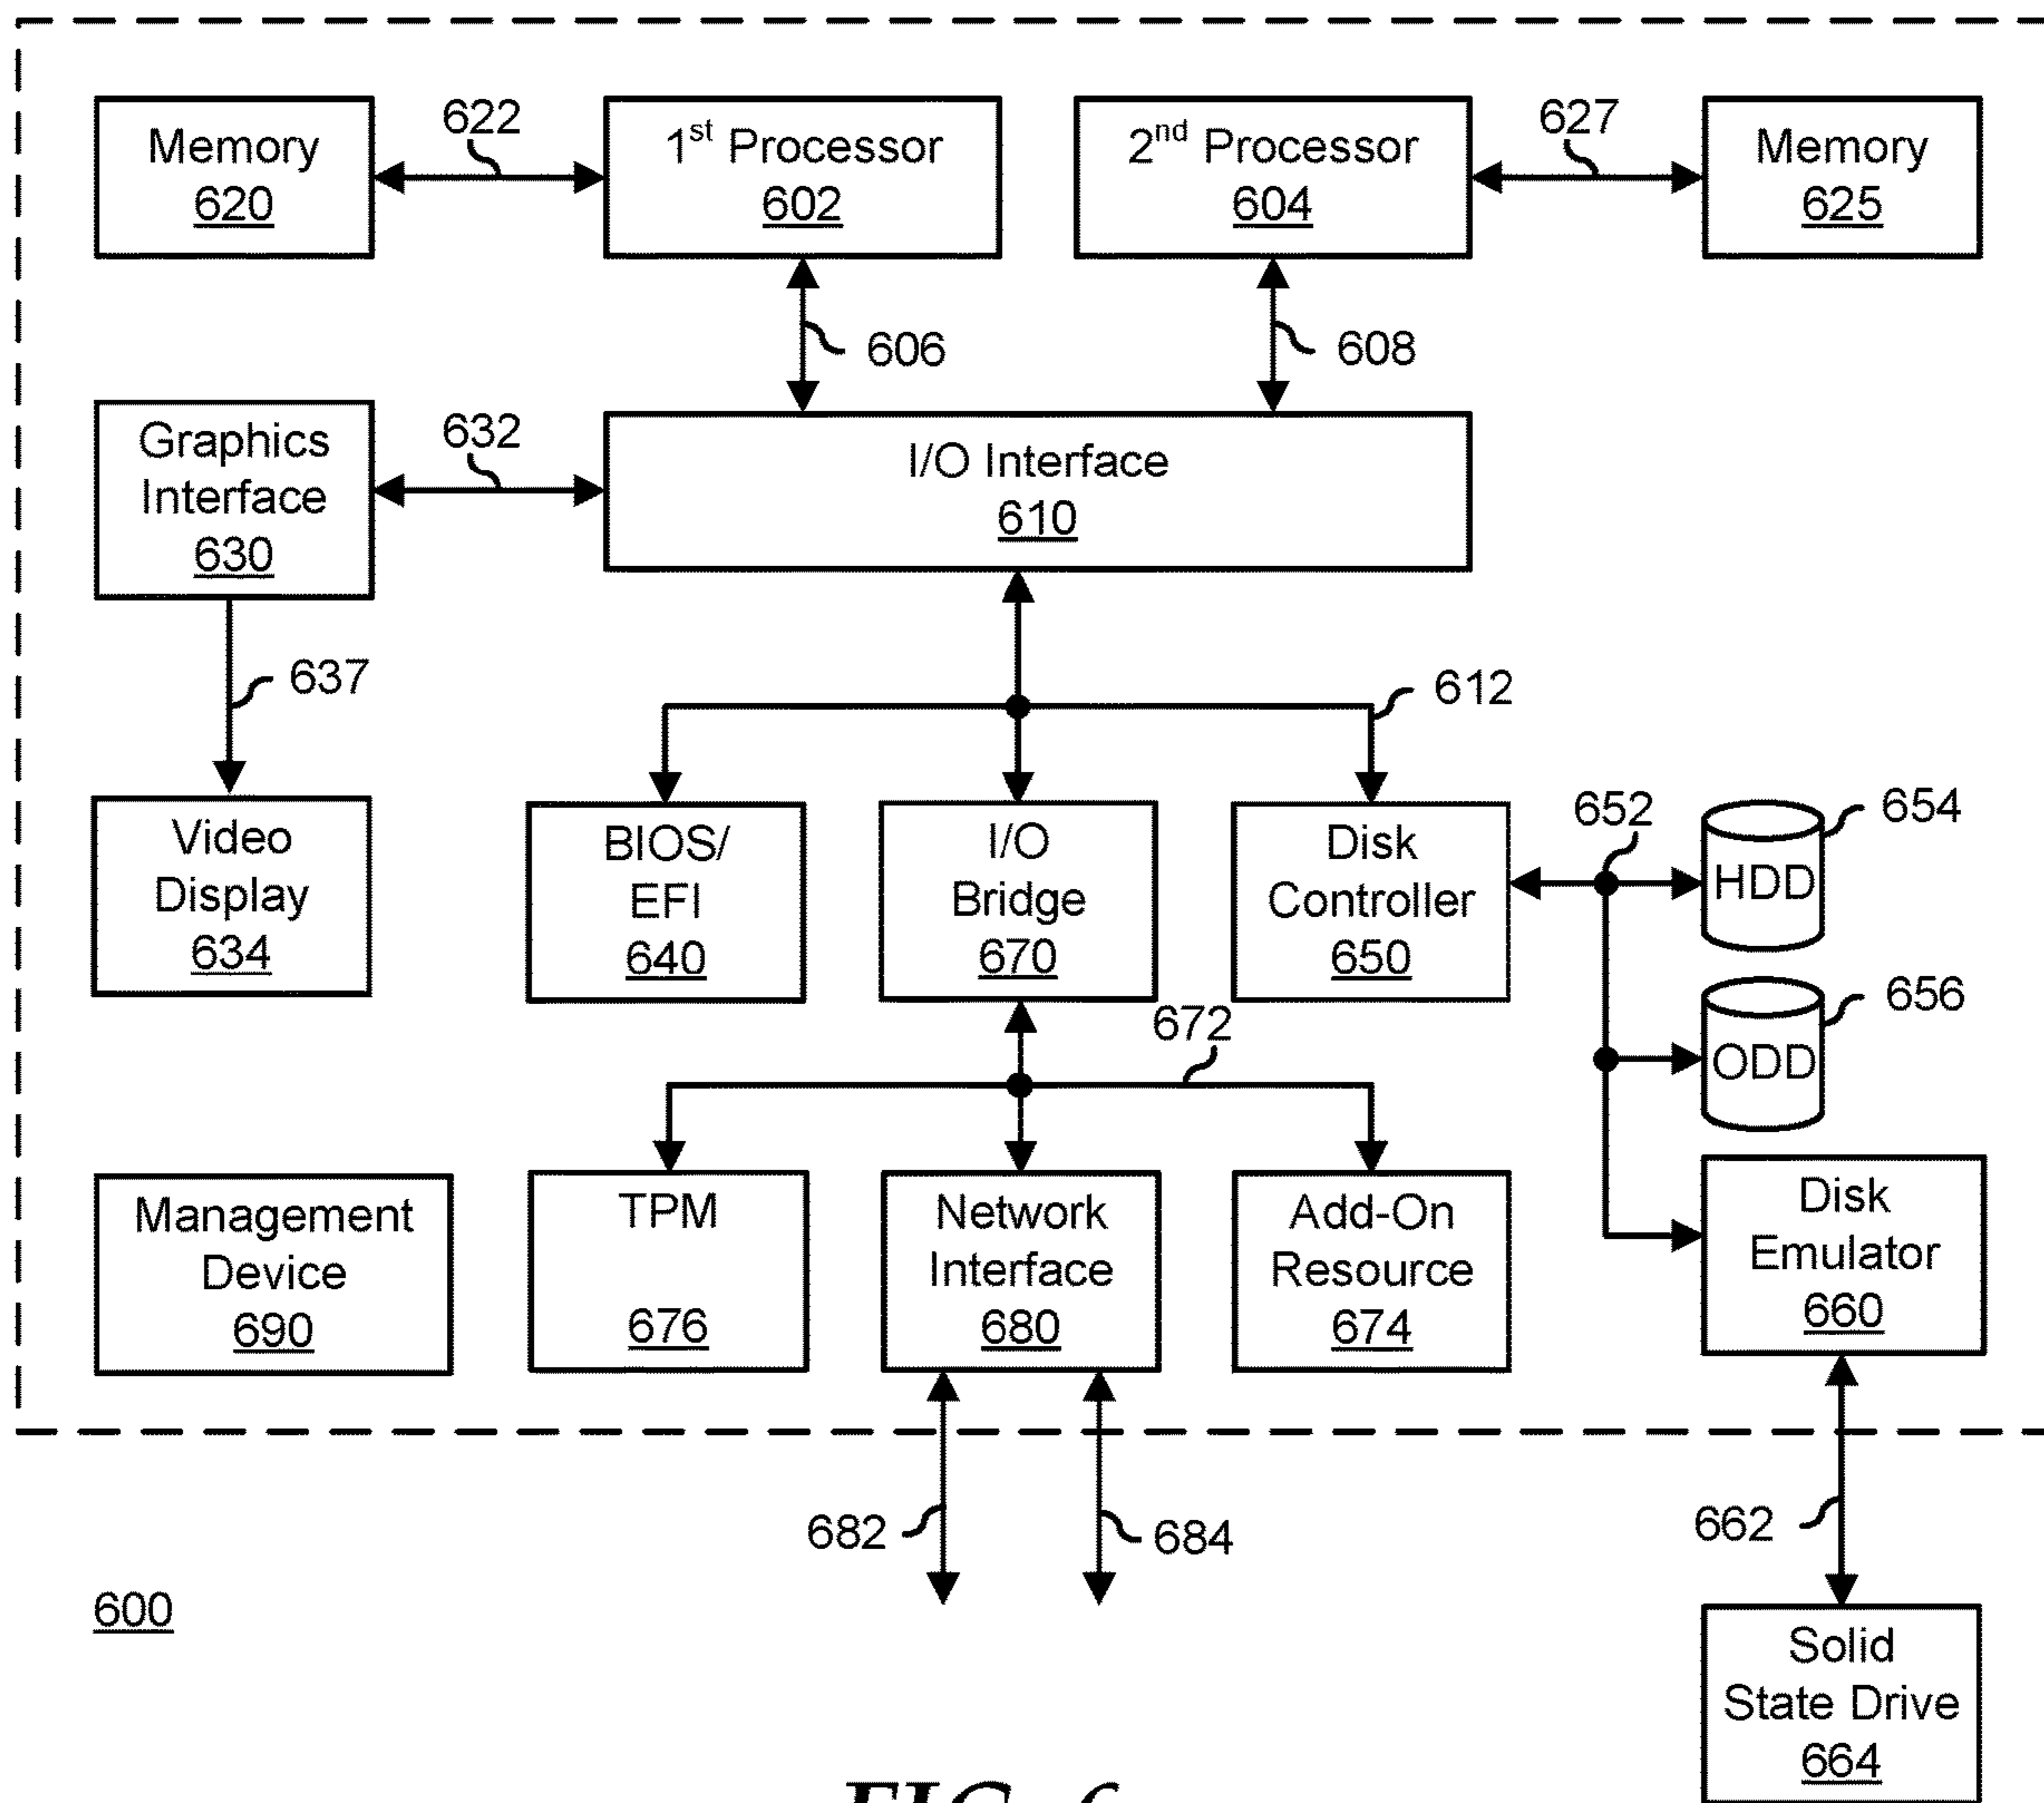 Memory
620
622
1st Processor
602
2nd Processor
604
627
Memory
625
606
608
Graphics
Interface
630
632
I/O Interface
610
637
612
Video
Display
634
BIOS/
EFI
640
I/O
Bridge
670
Disk
Controller
650
652
654
HDD
656
ODD
672
Management
Device
690
TPM
676
Network
Interface
680
Add-On
Resource
674
Disk
Emulator
660
682
684
662
600
Solid
State Drive
664